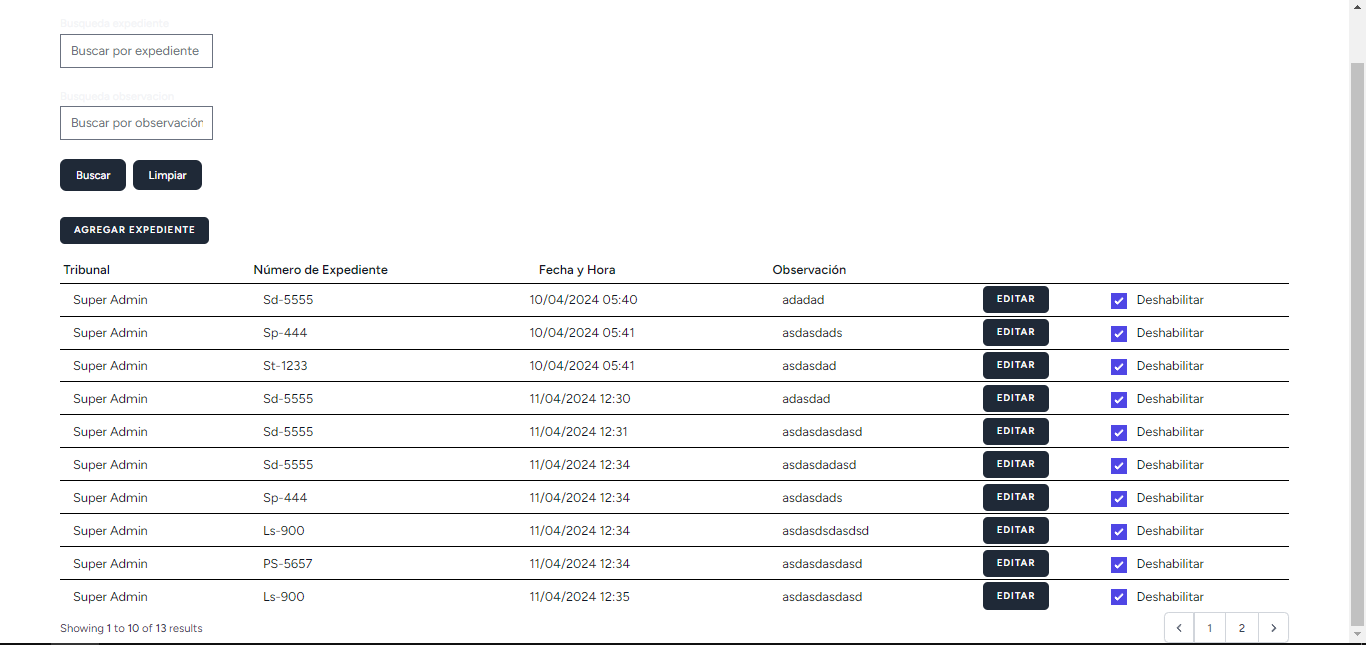 Busqueda expediente
Buscar por expediente
Busqueda observacion
Buscar por observación
Buscar Limpiar
AGREGAR EXPEDIENTE
Tribunal Número de Expediente Fecha y Hora Observación
Super Admin Sd-5555 10/04/2024 05:40 adadad EDITAR Deshabilitar
Super Admin Sp-444 10/04/2024 05:41 asdasdads EDITAR Deshabilitar
Super Admin St-1233 10/04/2024 05:41 asdasdad EDITAR Deshabilitar
Super Admin Sd-5555 11/04/2024 12:30 adasdad EDITAR Deshabilitar
Super Admin Sd-5555 11/04/2024 12:31 asdasdasdasd EDITAR Deshabilitar
Super Admin Sd-5555 11/04/2024 12:34 asdasdadasd EDITAR Deshabilitar
Super Admin Sp-444 11/04/2024 12:34 asdasdads EDITAR Deshabilitar
Super Admin Ls-900 11/04/2024 12:34 asdasdsdasdsd EDITAR Deshabilitar
Super Admin PS-5657 11/04/2024 12:34 asdasdasdasd EDITAR Deshabilitar
Super Admin Ls-900 11/04/2024 12:35 asdasdasdasd EDITAR Deshabilitar
Showing 1 to 10 of 13 results 1 2